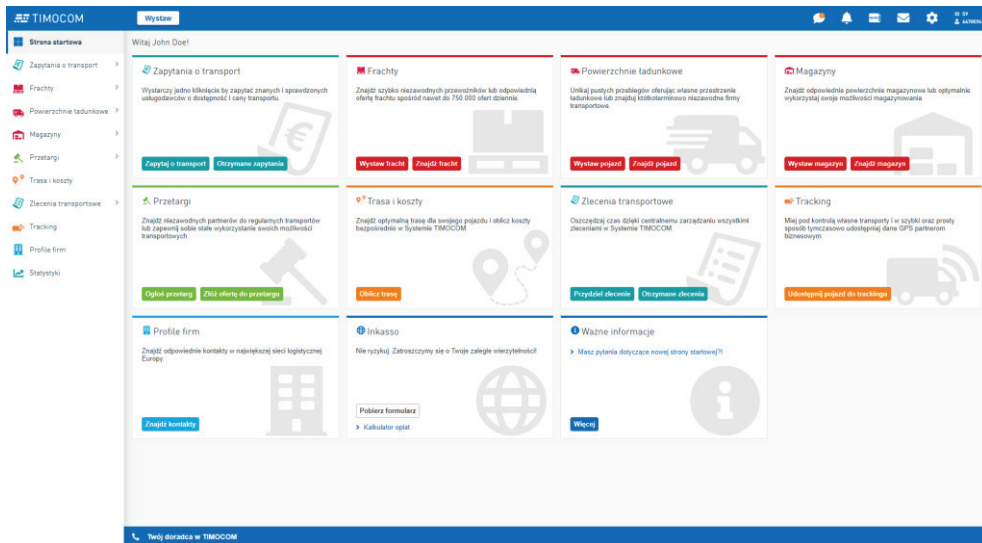 TIMOCOM
Wystaw
Strona startowa
Zapytania o transport
Frachty
Powierzchnie ładunkowe
Magazyny
Przetargi
Trasa i koszty
Zlecenia transportowe
Tracking
Profile firm
Statystyki
Witaj John Doe!
Zapytania o transport
Wystarczy jedno kliknięcie by zapytać znanych i sprawdzonych
usługodawców o dostępność i ceny transportu.
Zapytaj o transport
Otrzymane zapytania
Frachty
Znajdź szybko niezawodnych przewoźników lub odpowiednią
ofertę frachtu spośród nawet do 750.000 ofert dziennie.
Wystaw fracht
Znajdź fracht
Powierzchnie ładunkowe
Unikaj pustych przebiegów oferując własne przestrzenie
ładunkowe lub znajduj krótkoterminowo niezawodne firmy
transportowe.
Wystaw pojazd
Znajdź pojazd
Magazyny
Znajdź odpowiednie powierzchnie magazynowe lub optymalnie
wykorzystaj swoje możliwości magazynowania.
Wystaw magazyn
Znajdź magazyn
Przetargi
Znajdź niezawodnych partnerów do regularnych transportów
lub zapewnij sobie stałe wykorzystanie swoich możliwości
transportowych.
Ogłoś przetarg
Złóż ofertę do przetargu
Trasa i koszty
Znajdź optymalną trasę dla swojego pojazdu i oblicz koszty
bezpośrednio w Systemie TIMOCOM.
Oblicz trasę
Zlecenia transportowe
Oszczędzaj czas dzięki centralnemu zarządzaniu wszystkimi
zleceniami w Systemie TIMOCOM.
Przydziel zlecenie
Otrzymane zlecenia
Tracking
Miej pod kontrolą własne transporty i w szybki oraz prosty
sposób tymczasowo udostępniaj dane GPS partnerom
biznesowym.
Udostępnij pojazd do trackingu
Profile firm
Znajdź odpowiednie kontakty w największej sieci logistycznej
Europy.
Znajdź kontakty
Inkasso
Nie ryzykuj. Zatroszczymy się o Twoje zaległe wierzytelności!
Pobierz formularz
Kalkulator opłat
Ważne informacje
Masz pytania dotyczące nowej strony startowej?!
Więcej
Twój doradca w TIMOCOM